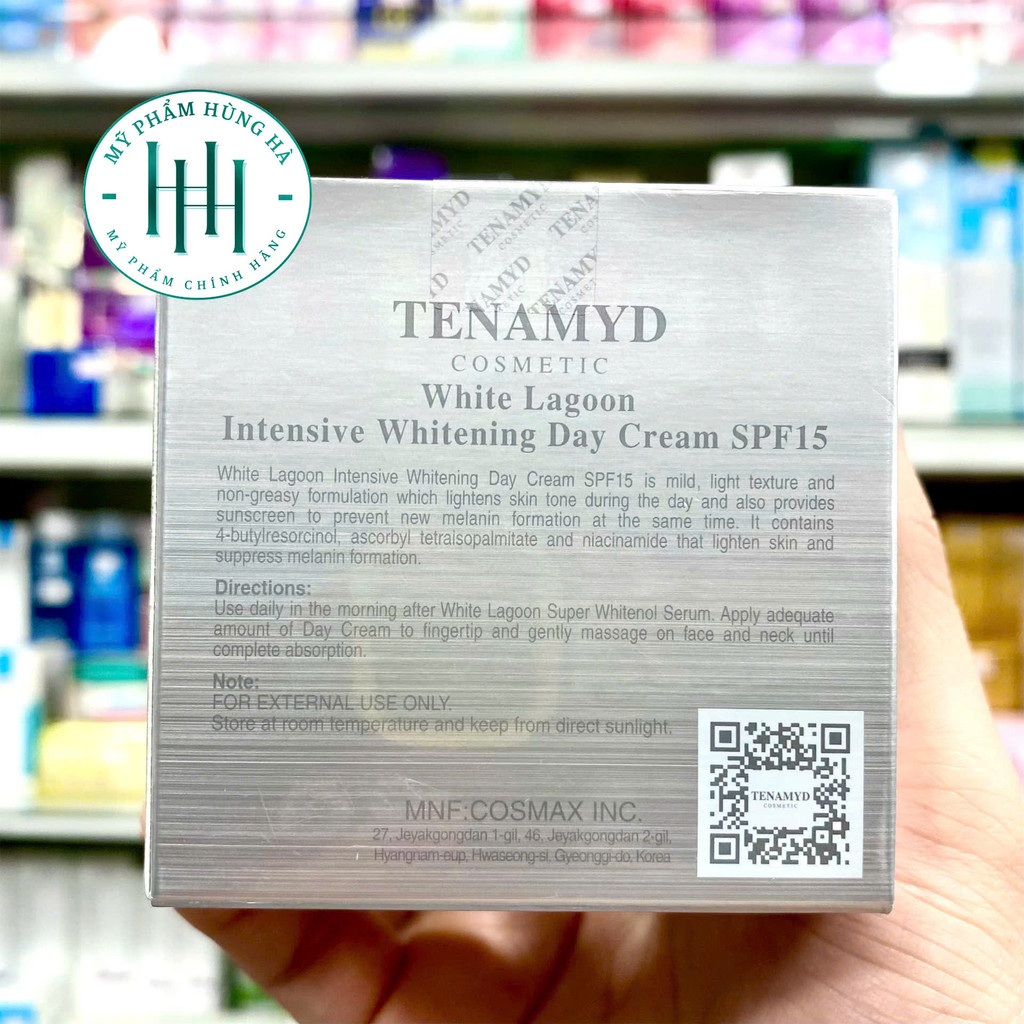 MỸ PHẨM HÙNG HÀ
HH
MỸ PHẨM CHÍNH HÃNG
TENAMYD
COSMETIC
TENAMYD
COSMETIC
White Lagoon
Intensive Whitening Day Cream SPF15
White Lagoon Intensive Whitening Day Cream SPF15 is mild, light texture and
non-greasy formulation which lightens skin tone during the day and also provides
sunscreen to prevent new melanin formation at the same time. It contains
4-butylresorcinol, ascorbyl tetraisopalmitate and niacinamide that lighten skin and
suppress melanin formation.
Directions:
Use daily in the morning after White Lagoon Super Whitenol Serum. Apply adequate
amount of Day Cream to fingertip and gently massage on face and neck until
complete absorption.
Note:
FOR EXTERNAL USE ONLY.
Store at room temperature and keep from direct sunlight.
TENAMYD
COSMETIC
MNF:COSMAX INC.
27, Jeyakgongdan 1-gil, 46, Jeyakgongdan 2-gil,
Hyangnam-eup, Hwaseong-si, Gyeonggi-do, Korea